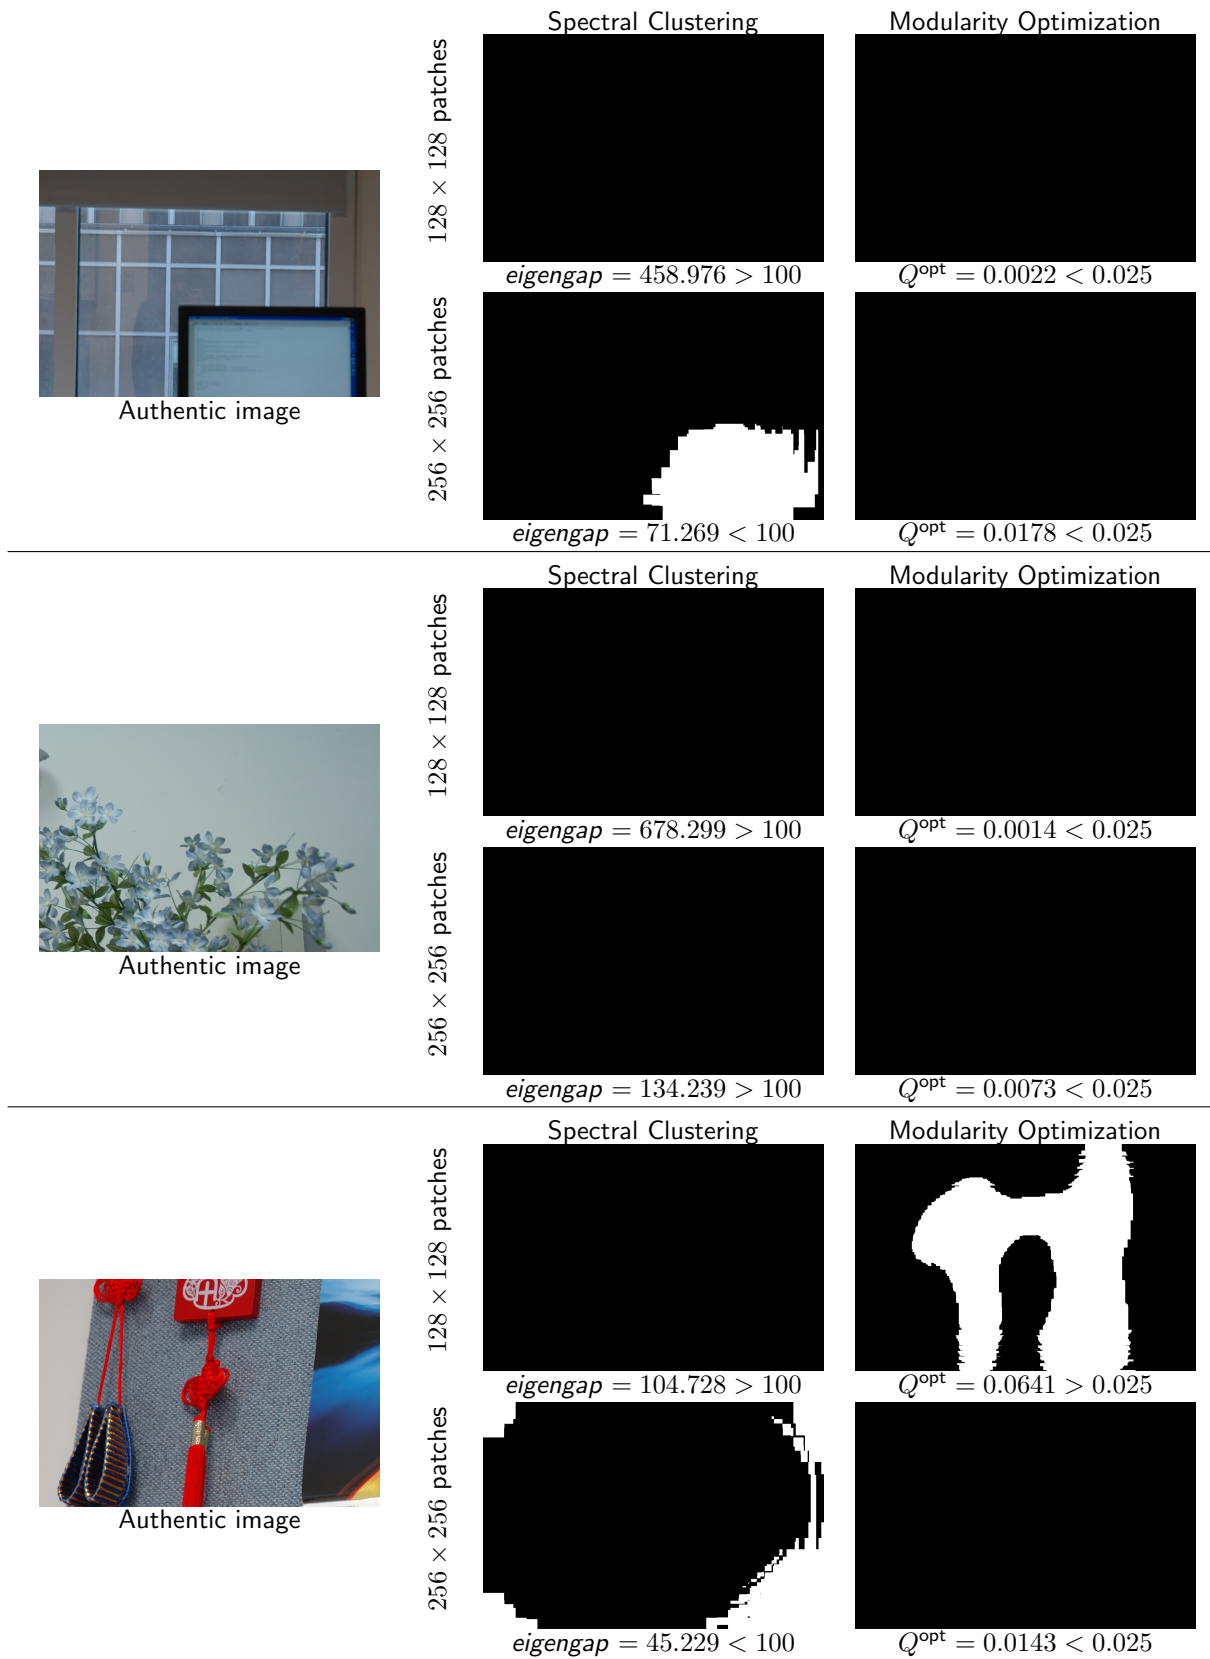 Spectral Clustering
Modularity Optimization
128 × 128 patches
eigengap = 458.976 > 100
Q^opt = 0.0022 < 0.025
256 × 256 patches
Authentic image
eigengap = 71.269 < 100
Q^opt = 0.0178 < 0.025
Spectral Clustering
Modularity Optimization
128 × 128 patches
eigengap = 678.299 > 100
Q^opt = 0.0014 < 0.025
256 × 256 patches
Authentic image
eigengap = 134.239 > 100
Q^opt = 0.0073 < 0.025
Spectral Clustering
Modularity Optimization
128 × 128 patches
eigengap = 104.728 > 100
Q^opt = 0.0641 > 0.025
256 × 256 patches
Authentic image
eigengap = 45.229 < 100
Q^opt = 0.0143 < 0.025